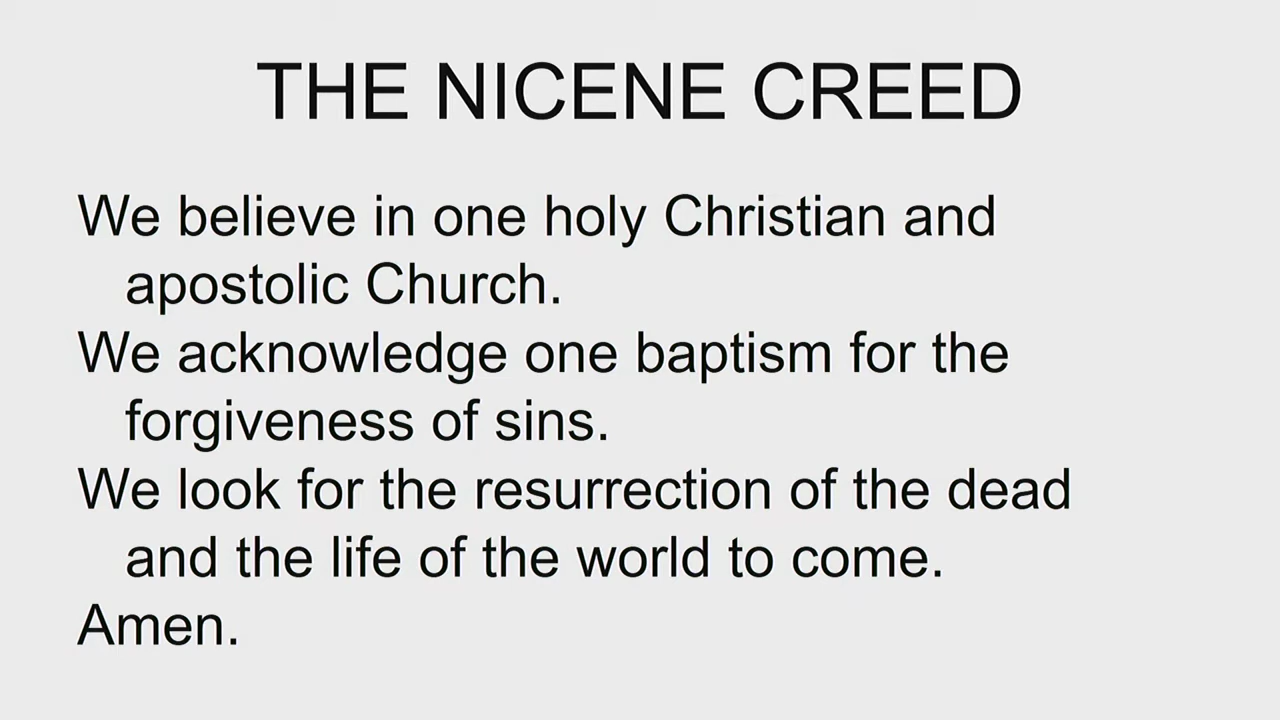 THE NICENE CREED
We believe in one holy Christian and
apostolic Church.
We acknowledge one baptism for the
forgiveness of sins.
We look for the resurrection of the dead
and the life of the world to come.
Amen.